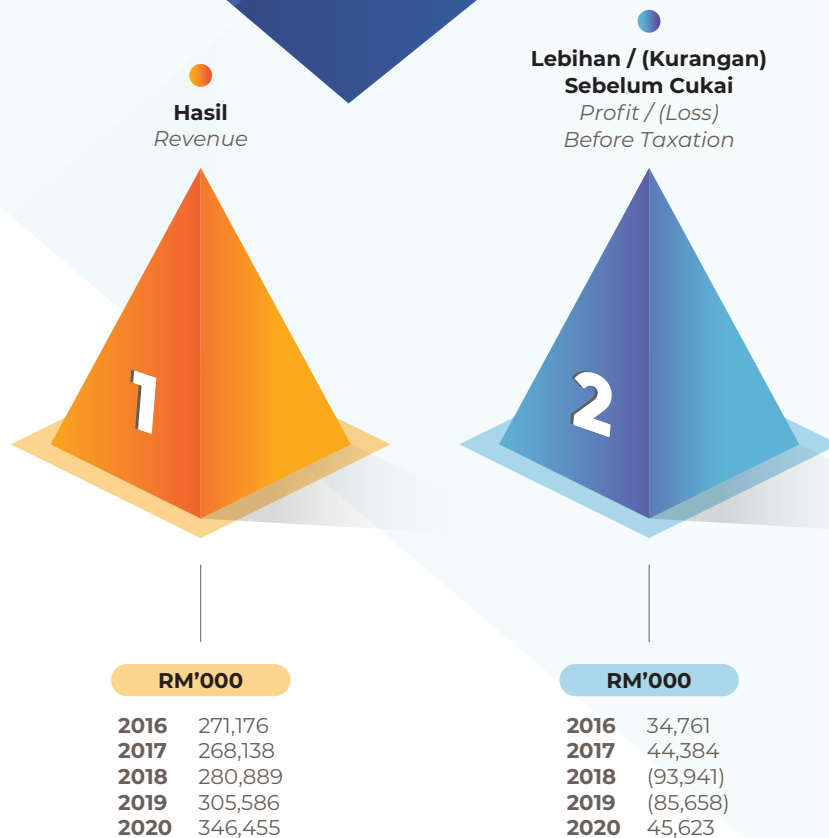 Hasil
Revenue
1
RM’000
2016 271,176
2017 268,138
2018 280,889
2019 305,586
2020 346,455
Lebihan / (Kurangan)
Sebelum Cukai
Profit / (Loss)
Before Taxation
2
RM’000
2016 34,761
2017 44,384
2018 (93,941)
2019 (85,658)
2020 45,623